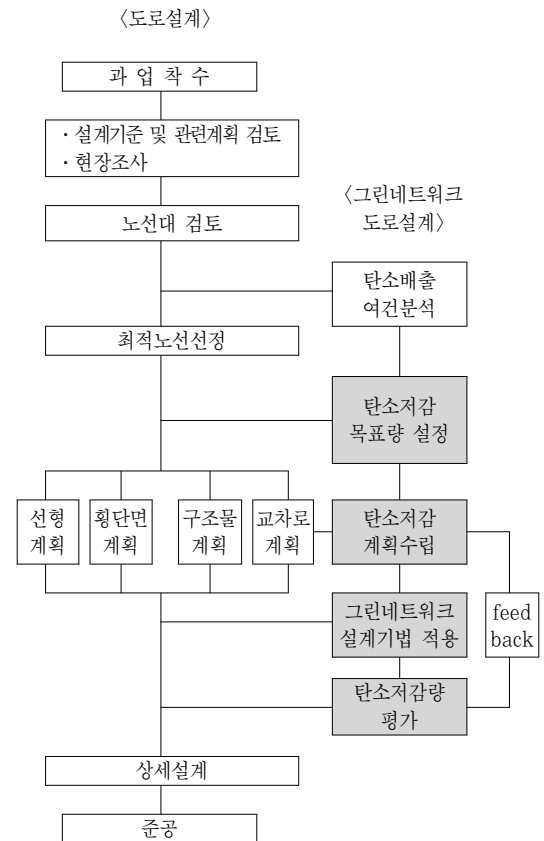 〈도로설계〉
과 업 착 수
· 설계기준 및 관련계획 검토
· 현장조사
노선대 검토
〈그린네트워크
도로설계〉
탄소배출
여건분석
최적노선선정
탄소저감
목표량 설정
선형
계획
횡단면
계획
구조물
계획
교차로
계획
탄소저감
계획수립
그린네트워크
설계기법 적용
feed
back
탄소저감량
평가
상세설계
준공